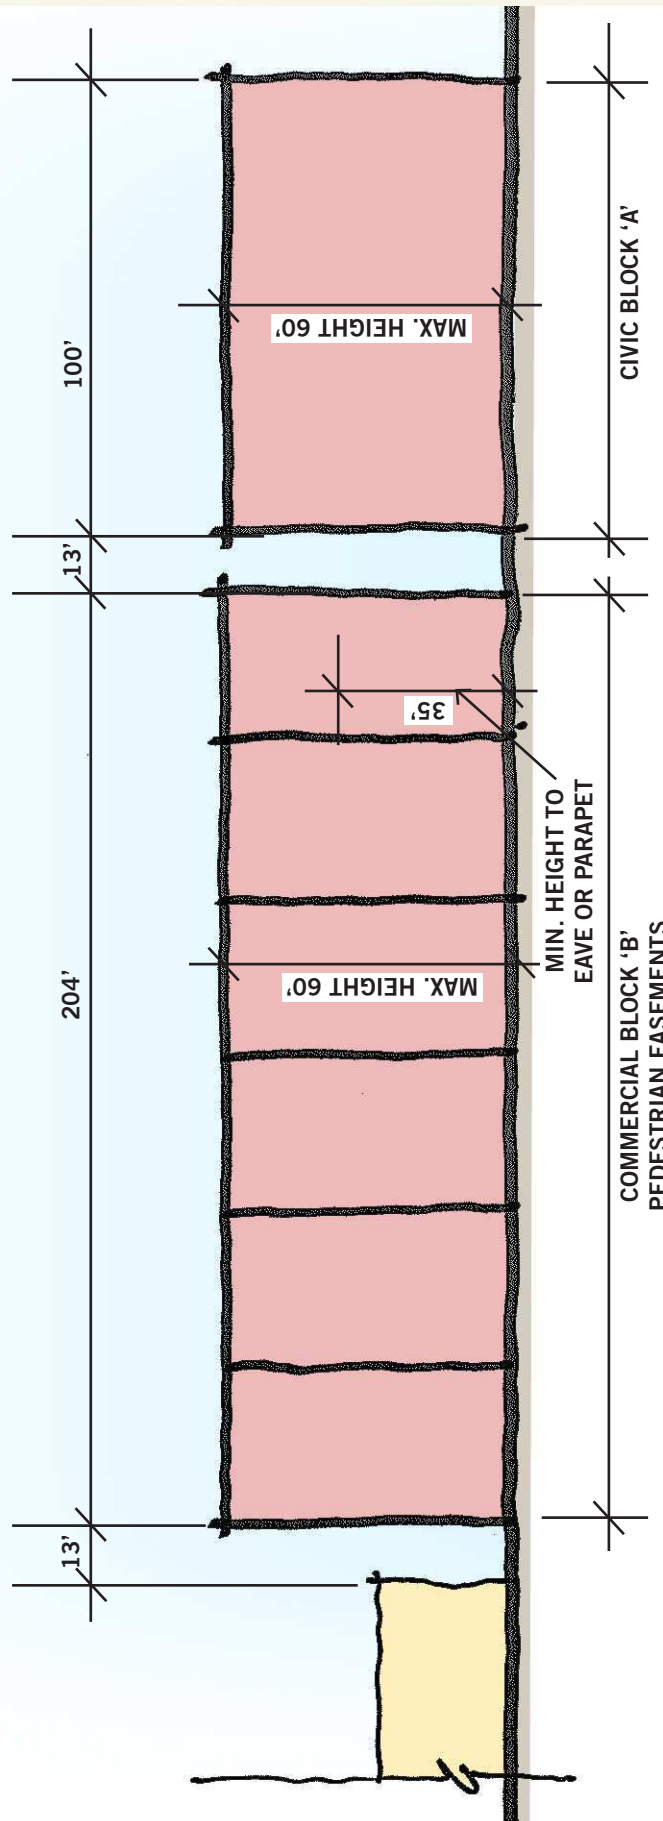 13’
204’
13’
100’
MAX. HEIGHT 60’
35’
MAX. HEIGHT 60’
MIN. HEIGHT TO
EAVE OR PARAPET
COMMERCIAL BLOCK ‘B’
PEDESTRIAN EASEMENTS
CIVIC BLOCK ‘A’